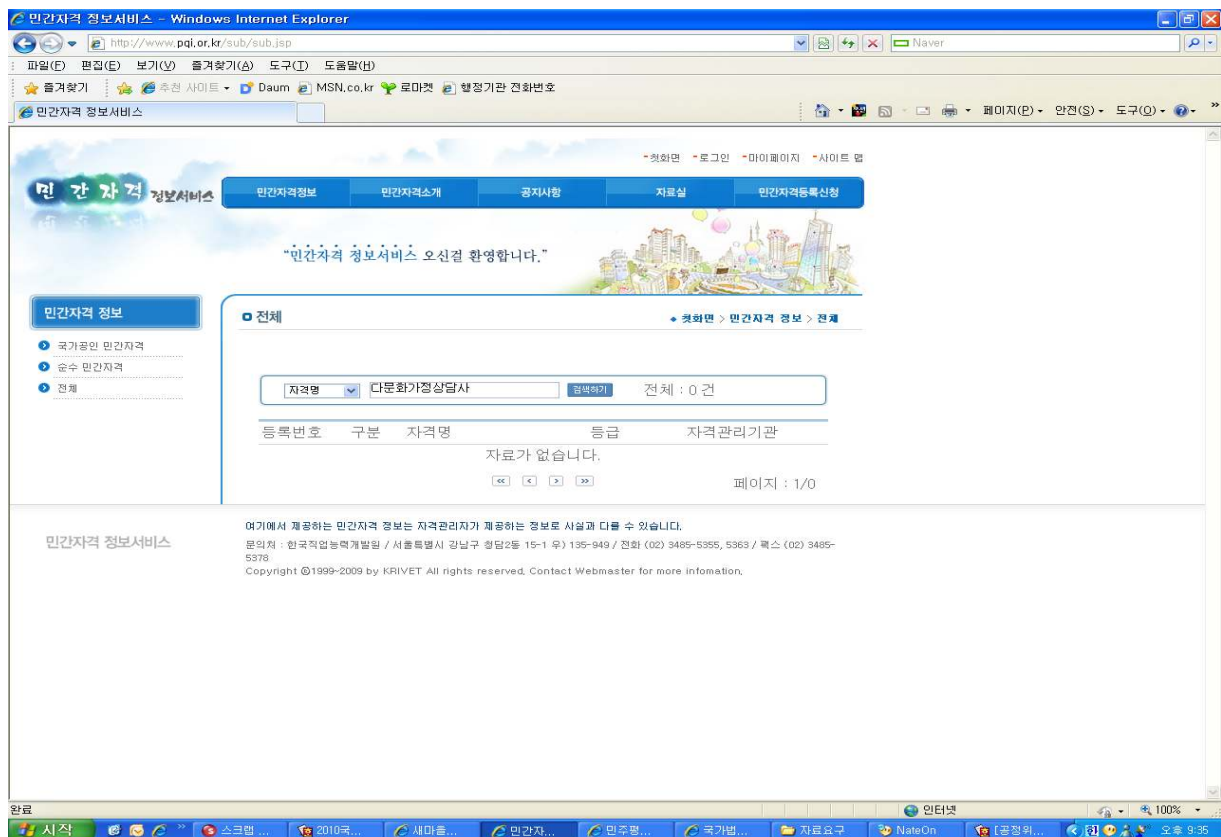 민간자격 정보서비스 - Windows Internet Explorer
http://www.pqi.or.kr/sub/sub.jsp
Naver
파일(F) 편집(E) 보기(V) 즐겨찾기(A) 도구(T) 도움말(H)
즐겨찾기 추천 사이트 Daum MSN.co.kr 로마켓 행정기관 전화번호
민간자격 정보서비스
페이지(P) 안전(S) 도구(O)
첫화면 로그인 마이페이지 사이트 맵
민간자격 정보서비스
민간자격정보 민간자격소개 공지사항 자료실 민간자격등록신청
“민간자격 정보서비스 오신걸 환영합니다.”
민간자격 정보
국가공인 민간자격
순수 민간자격
전체
전체
첫화면 > 민간자격 정보 > 전체
자격명 다문화가정상담사 검색하기 전체 : 0 건
등록번호 구분 자격명 등급 자격관리기관
자료가 없습니다.
페이지 : 1/0
민간자격 정보서비스
여기에서 제공하는 민간자격 정보는 자격관리자가 제공하는 정보로 사실과 다를 수 있습니다.
문의처 : 한국직업능력개발원 / 서울특별시 강남구 청담2동 15-1 우) 135-949 / 전화 (02) 3485-5355, 5363 / 팩스 (02) 3485-
5378
Copyright ©1999~2009 by KRIVET All rights reserved, Contact Webmaster for more infomation,
완료
인터넷
100%
시작
스크랩 ...
2010국...
새마을...
민간자...
민주평...
국가법...
자료요구
NateOn
[공정위...
오후 9:35